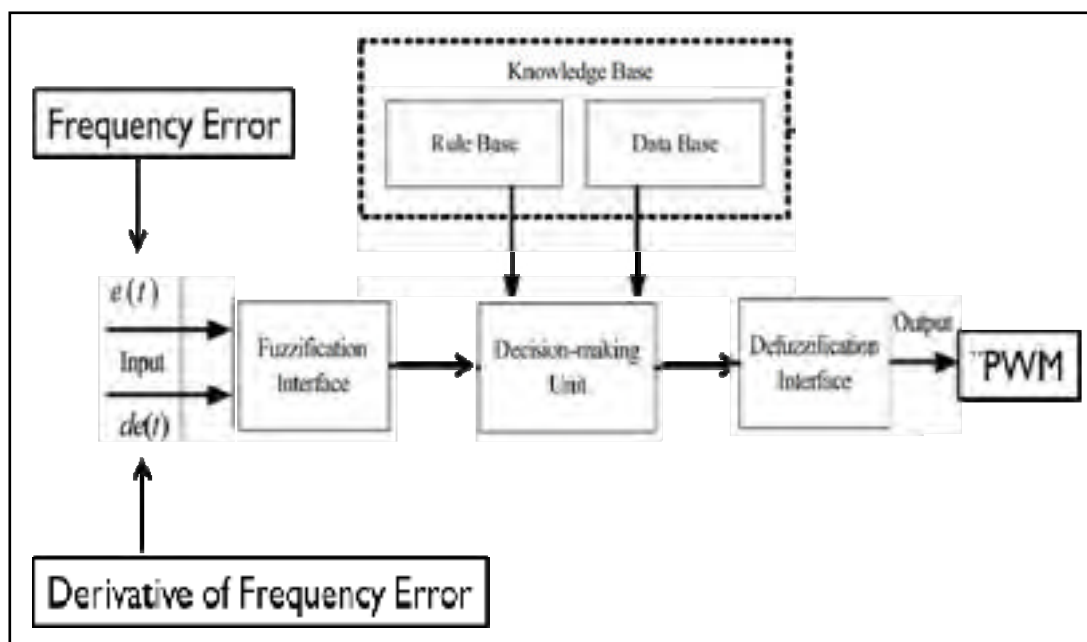 Knowledge Base
Frequency Error
Rule Base
Data Base
e(t)
Input
de(t)
Fuzzification
Interface
Decision-making
Unit
Defuzzification
Interface
Output
PWM
Derivative of Frequency Error